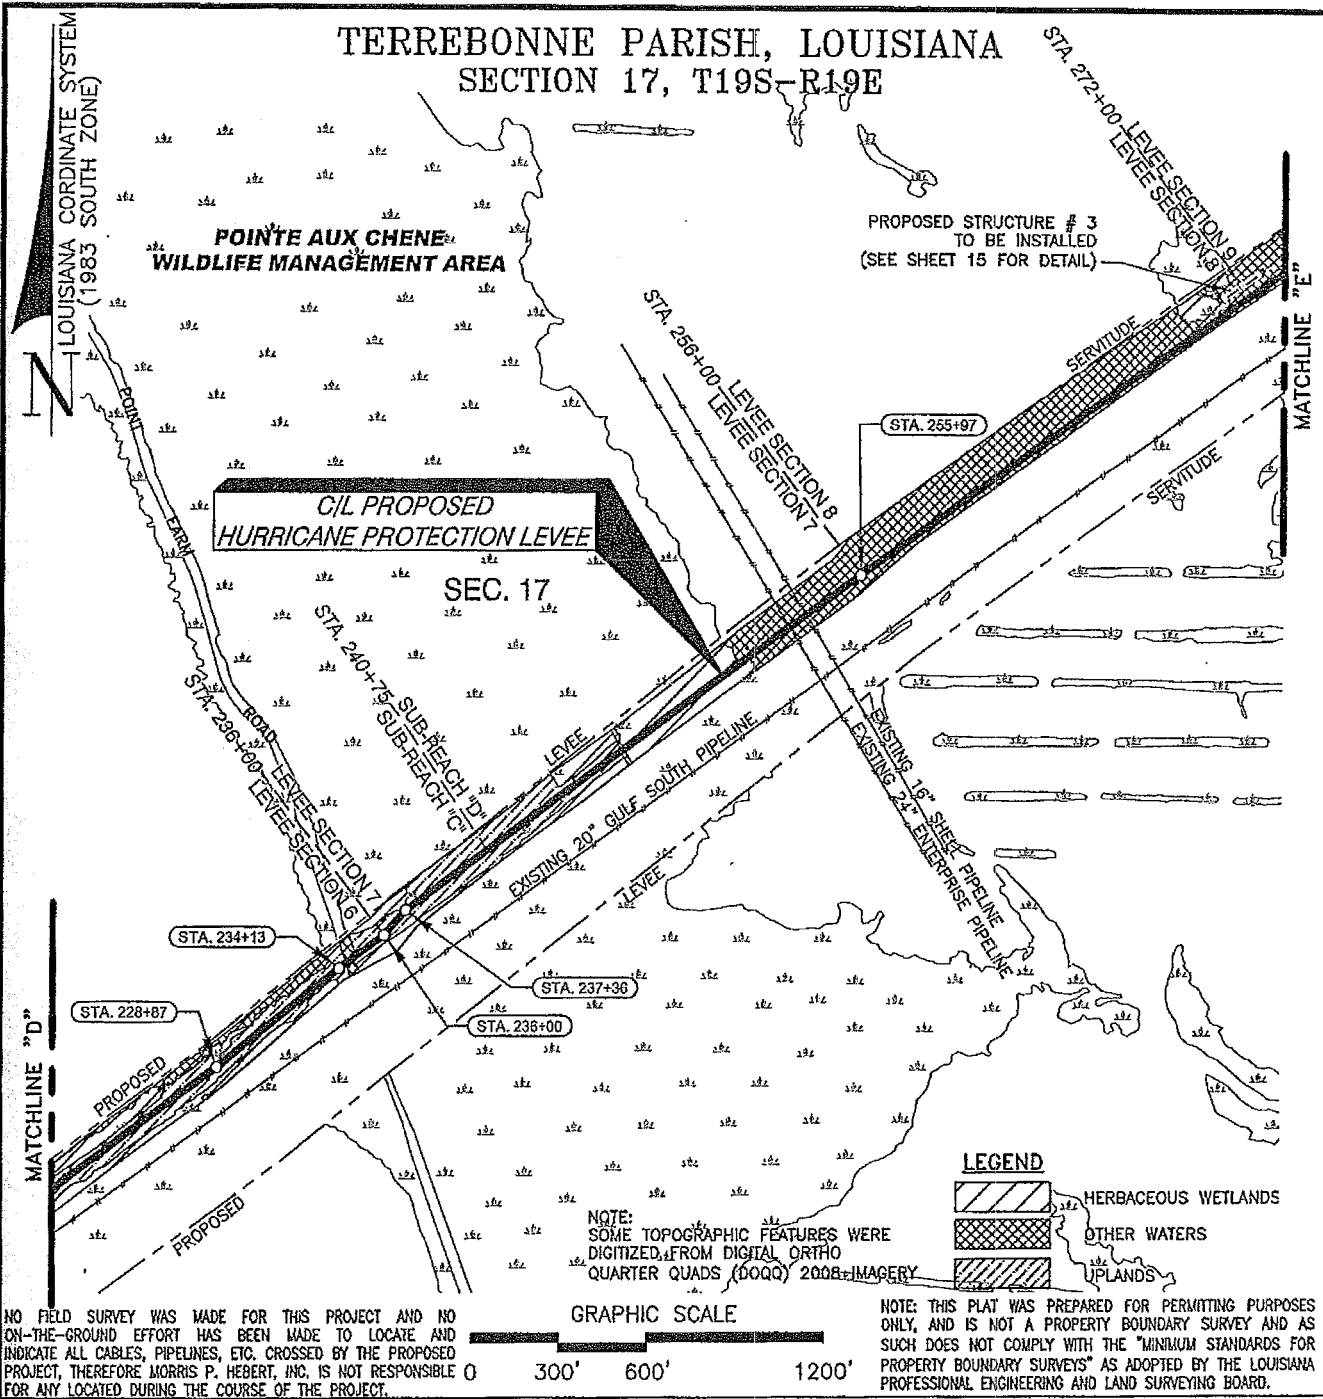 TERREBONNE PARISH, LOUISIANA
SECTION 17, T19S-R19E
LOUISIANA CORDINATE SYSTEM
(1983 SOUTH ZONE)
N
POINTE AUX CHENE
WILDLIFE MANAGEMENT AREA
STA. 272+00
LEVEE SECTION 9
LEVEE SECTION 8
PROPOSED STRUCTURE # 3
TO BE INSTALLED
(SEE SHEET 15 FOR DETAIL)
MATCHLINE "E"
SERVITUDE
STA. 256+00
LEVEE SECTION 8
LEVEE SECTION 7
STA. 255+97
SERVITUDE
POINT
FARM
ROAD
C/L PROPOSED
HURRICANE PROTECTION LEVEE
SEC. 17
STA. 240+75
SUB-REACH "D"
SUB-REACH "C"
STA. 236+00
LEVEE SECTION 7
LEVEE SECTION 6
LEVEE
EXISTING 20" GULF SOUTH PIPELINE
LEVEE
EXISTING 16" SHELL PIPELINE
EXISTING 24" ENTERPRISE PIPELINE
STA. 234+13
STA. 237+36
STA. 236+00
STA. 228+87
PROPOSED
MATCHLINE "D"
PROPOSED
LEGEND
HERBACEOUS WETLANDS
OTHER WATERS
UPLANDS
NOTE:
SOME TOPOGRAPHIC FEATURES WERE
DIGITIZED FROM DIGITAL ORTHO
QUARTER QUADS (DOQQ) 2008 IMAGERY
NO FIELD SURVEY WAS MADE FOR THIS PROJECT AND NO
ON-THE-GROUND EFFORT HAS BEEN MADE TO LOCATE AND
INDICATE ALL CABLES, PIPELINES, ETC. CROSSED BY THE PROPOSED
PROJECT, THEREFORE MORRIS P. HEBERT, INC. IS NOT RESPONSIBLE
FOR ANY LOCATED DURING THE COURSE OF THE PROJECT.
GRAPHIC SCALE
0 300' 600' 1200'
NOTE: THIS PLAT WAS PREPARED FOR PERMITTING PURPOSES
ONLY, AND IS NOT A PROPERTY BOUNDARY SURVEY AND AS
SUCH DOES NOT COMPLY WITH THE "MINIMUM STANDARDS FOR
PROPERTY BOUNDARY SURVEYS" AS ADOPTED BY THE LOUISIANA
PROFESSIONAL ENGINEERING AND LAND SURVEYING BOARD.